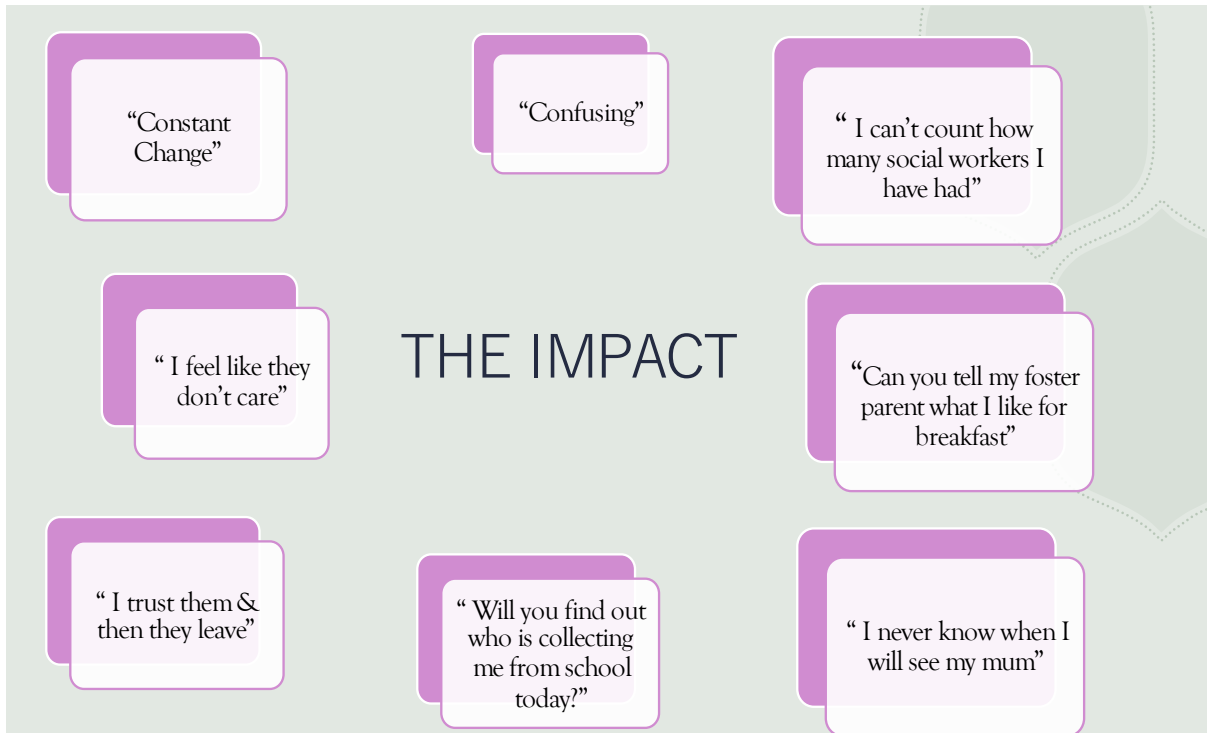 “Constant
Change”
“Confusing”
“ I can’t count how
many social workers I
have had”
“ I feel like they
don’t care”
THE IMPACT
“Can you tell my foster
parent what I like for
breakfast”
“ I trust them &
then they leave”
“ Will you find out
who is collecting
me from school
today?”
“ I never know when I
will see my mum”